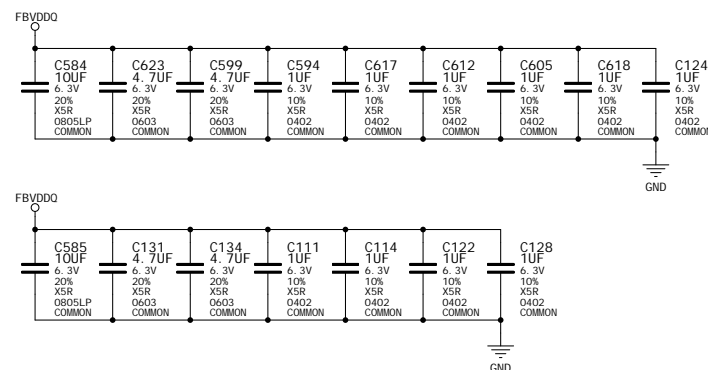 FBVDDQ
C584 C623 C599 C594 C617 C612 C605 C618 C124
10UF 4.7UF 4.7UF 1UF 1UF 1UF 1UF 1UF 1UF
6.3V 6.3V 6.3V 6.3V 6.3V 6.3V 6.3V 6.3V 6.3V
20% 20% 20% 10% 10% 10% 10% 10% 10%
X5R X5R X5R X5R X5R X5R X5R X5R X5R
0805LP 0603 0603 0402 0402 0402 0402 0402 0402
COMMON COMMON COMMON COMMON COMMON COMMON COMMON COMMON COMMON
GND
FBVDDQ
C585 C131 C134 C111 C114 C122 C128
10UF 4.7UF 4.7UF 1UF 1UF 1UF 1UF
6.3V 6.3V 6.3V 6.3V 6.3V 6.3V 6.3V
20% 20% 20% 10% 10% 10% 10%
X5R X5R X5R X5R X5R X5R X5R
0805LP 0603 0603 0402 0402 0402 0402
COMMON COMMON COMMON COMMON COMMON COMMON COMMON
GND